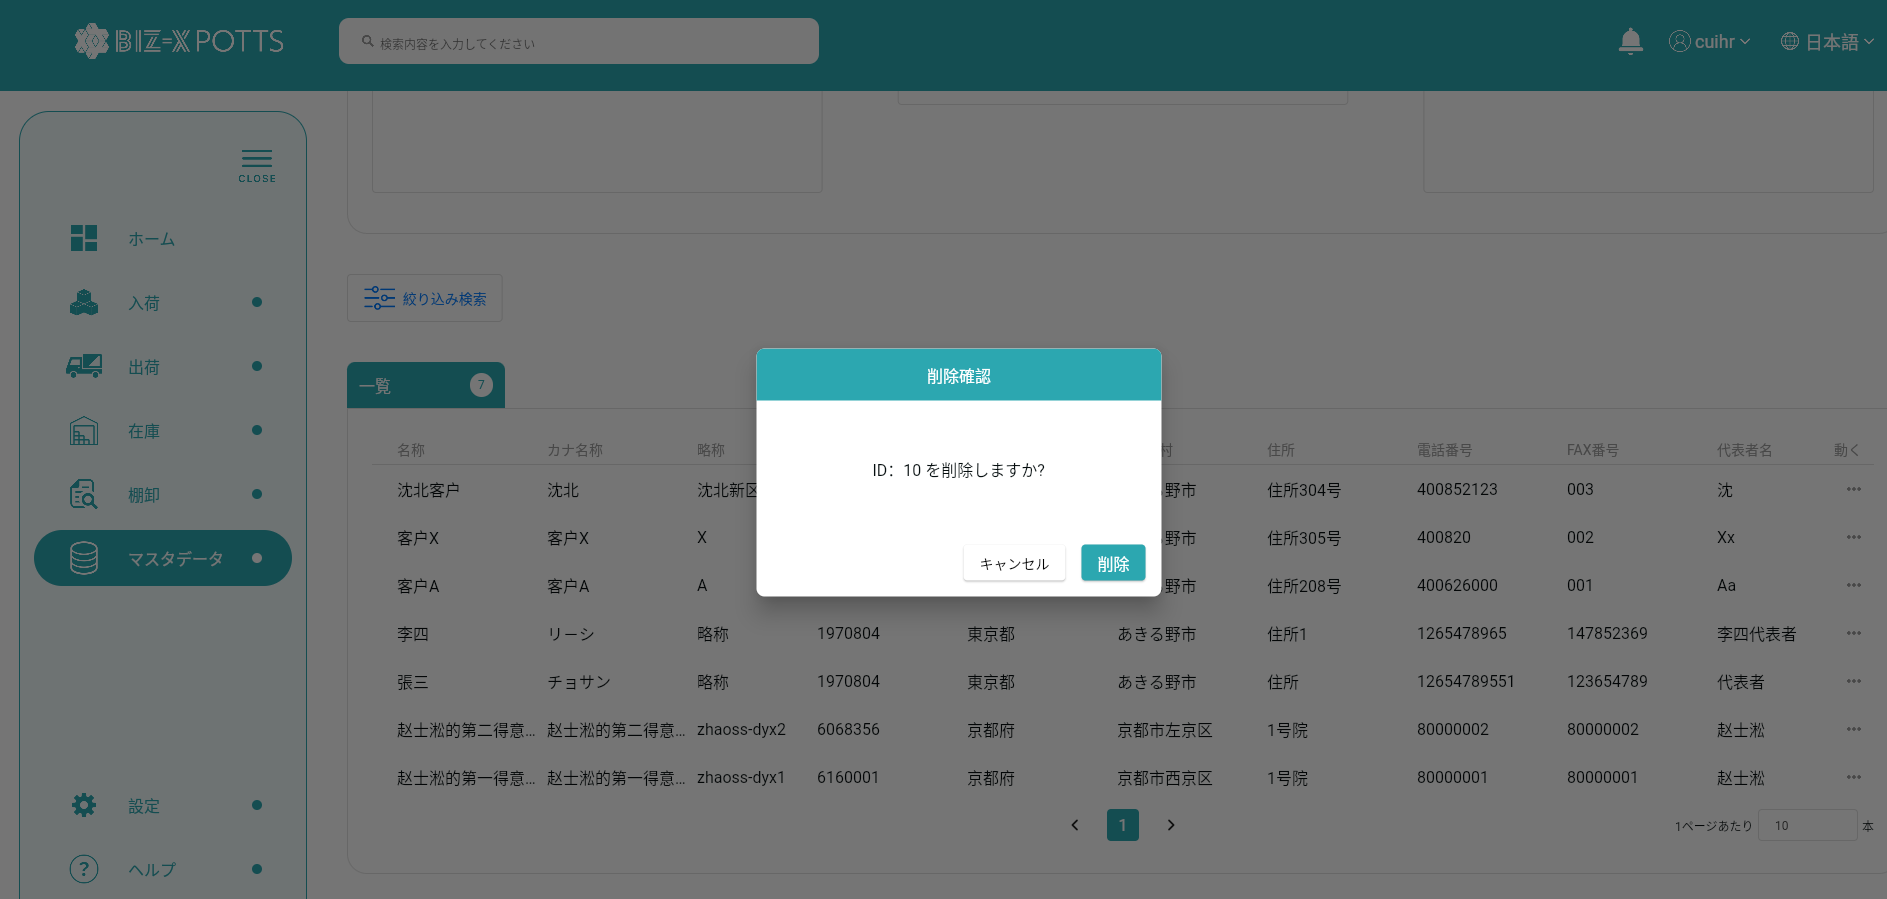 BIZ=X POTTS
検索内容を入力してください
cuihr
日本語
CLOSE
ホーム
入荷
出荷
在庫
棚卸
マスタデータ
設定
ヘルプ
絞り込み検索
一覧 7
削除確認
ID：10 を削除しますか?
キャンセル 削除
名称 カナ名称 略称 村 住所 電話番号 FAX番号 代表者名 動く
沈北客户 沈北 沈北新区 野市 住所304号 400852123 003 沈
客户X 客户X X 野市 住所305号 400820 002 Xx
客户A 客户A A 野市 住所208号 400626000 001 Aa
李四 リーシ 略称 1970804 東京都 あきる野市 住所1 1265478965 147852369 李四代表者
張三 チョサン 略称 1970804 東京都 あきる野市 住所 12654789551 123654789 代表者
赵士淞的第二得意... 赵士淞的第二得意... zhaoss-dyx2 6068356 京都府 京都市左京区 1号院 80000002 80000002 赵士淞
赵士淞的第一得意... 赵士淞的第一得意... zhaoss-dyx1 6160001 京都府 京都市西京区 1号院 80000001 80000001 赵士淞
1
1ページあたり 10 本